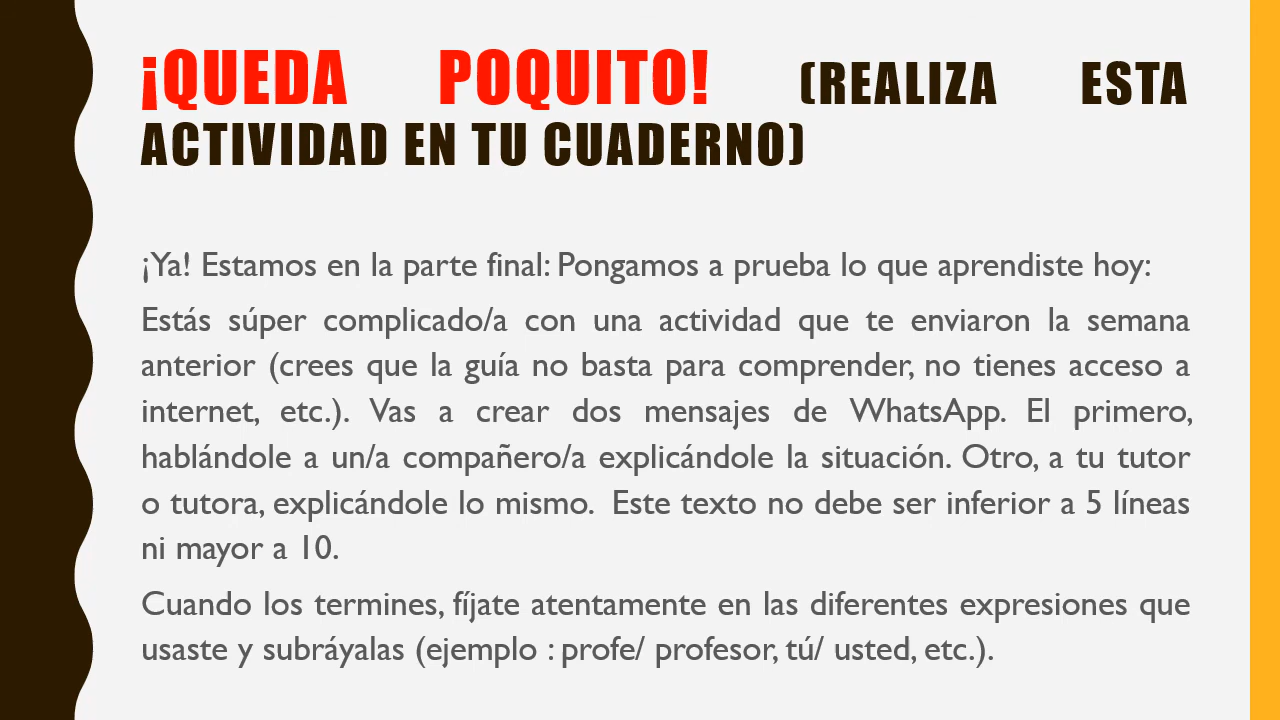 ¡QUEDA POQUITO! (REALIZA ESTA
ACTIVIDAD EN TU CUADERNO)
¡Ya! Estamos en la parte final: Pongamos a prueba lo que aprendiste hoy:
Estás súper complicado/a con una actividad que te enviaron la semana
anterior (crees que la guía no basta para comprender, no tienes acceso a
internet, etc.). Vas a crear dos mensajes de WhatsApp. El primero,
hablándole a un/a compañero/a explicándole la situación. Otro, a tu tutor
o tutora, explicándole lo mismo.  Este texto no debe ser inferior a 5 líneas
ni mayor a 10.
Cuando los termines, fíjate atentamente en las diferentes expresiones que
usaste y subráyalas (ejemplo : profe/ profesor, tú/ usted, etc.).